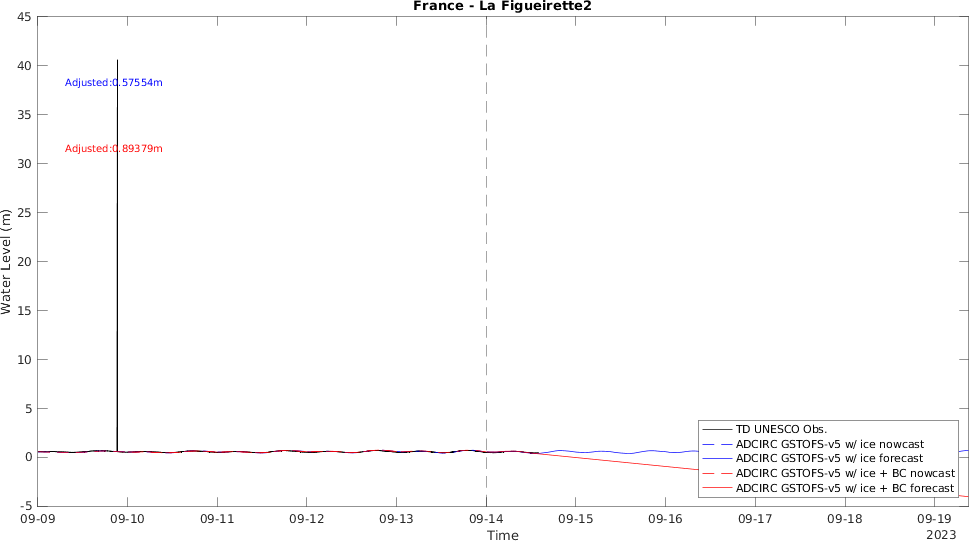 France - La Figueirette2
45
40
35
30
25
20
15
10
5
0
-5
Water Level (m)
Adjusted:0.57554m
Adjusted:0.89379m
TD UNESCO Obs.
ADCIRC GSTOFS-v5 w/ ice nowcast
ADCIRC GSTOFS-v5 w/ ice forecast
ADCIRC GSTOFS-v5 w/ ice + BC nowcast
ADCIRC GSTOFS-v5 w/ ice + BC forecast
09-09 09-10 09-11 09-12 09-13 09-14 09-15 09-16 09-17 09-18 09-19
Time
2023